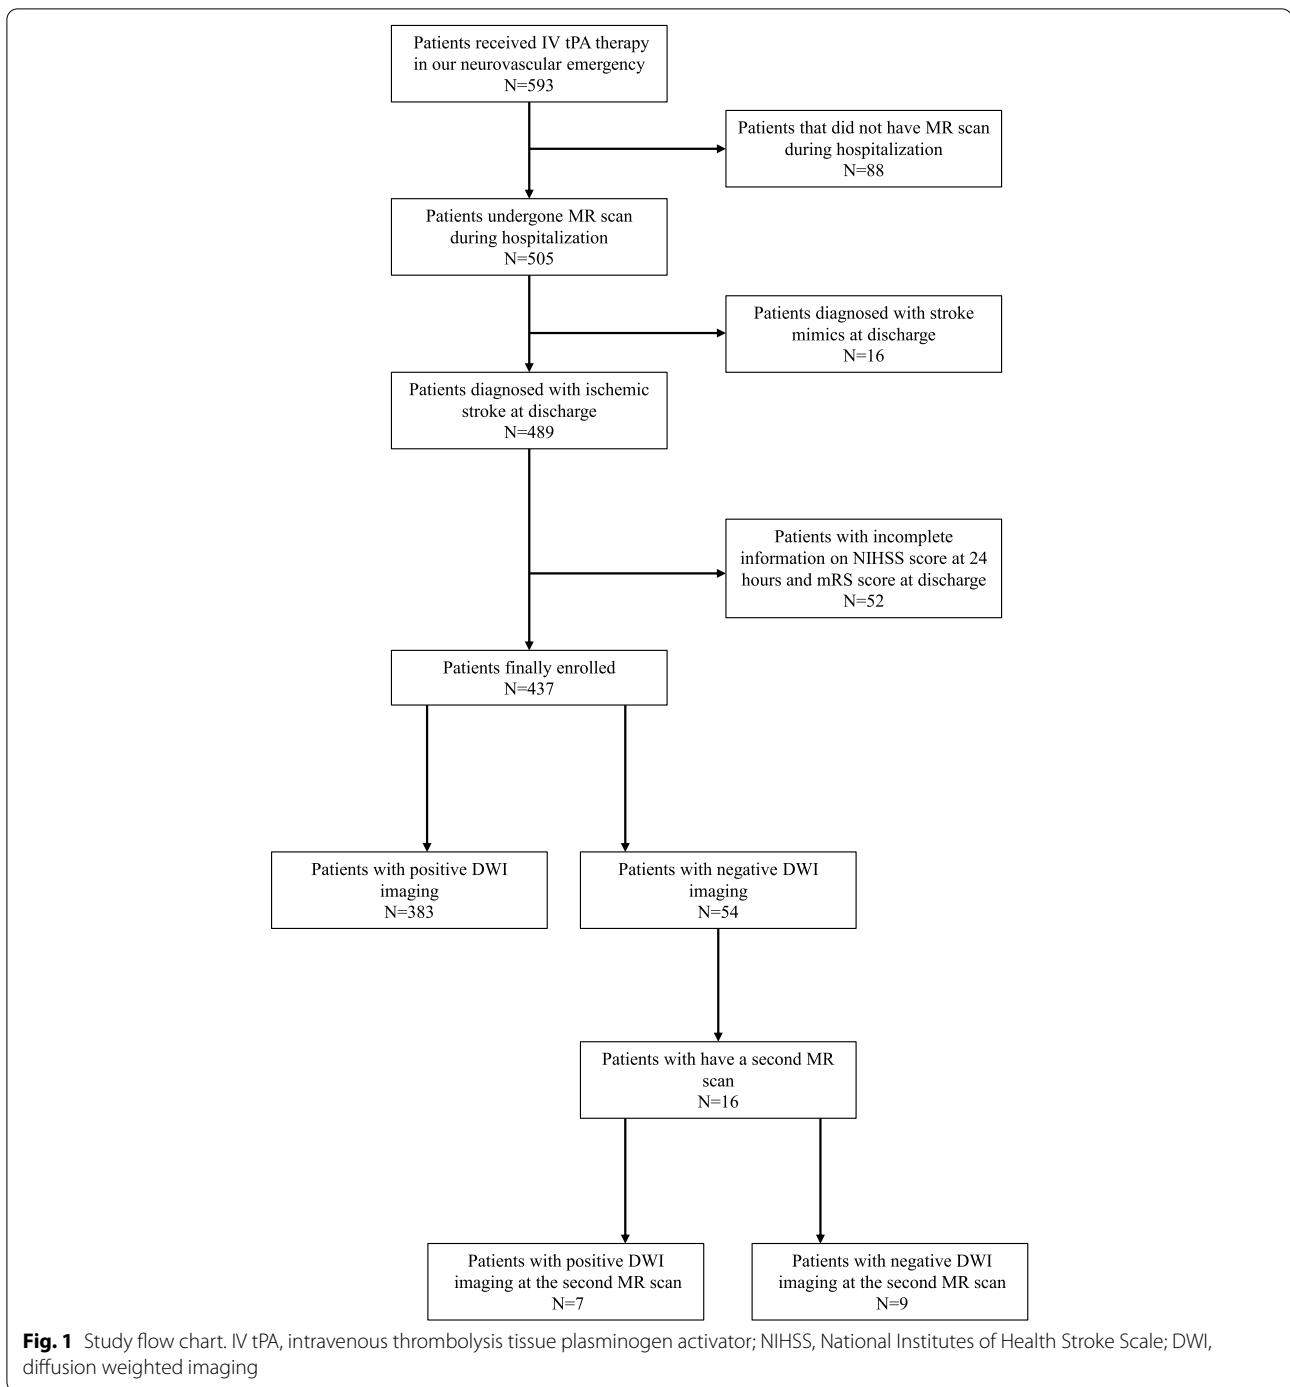 Patients received IV tPA therapy
in our neurovascular emergency
N=593
Patients that did not have MR scan
during hospitalization
N=88
Patients undergone MR scan
during hospitalization
N=505
Patients diagnosed with stroke
mimics at discharge
N=16
Patients diagnosed with ischemic
stroke at discharge
N=489
Patients with incomplete
information on NIHSS score at 24
hours and mRS score at discharge
N=52
Patients finally enrolled
N=437
Patients with positive DWI
imaging
N=383
Patients with negative DWI
imaging
N=54
Patients with have a second MR
scan
N=16
Patients with positive DWI
imaging at the second MR scan
N=7
Patients with negative DWI
imaging at the second MR scan
N=9
Fig. 1 Study flow chart. IV tPA, intravenous thrombolysis tissue plasminogen activator; NIHSS, National Institutes of Health Stroke Scale; DWI,
diffusion weighted imaging